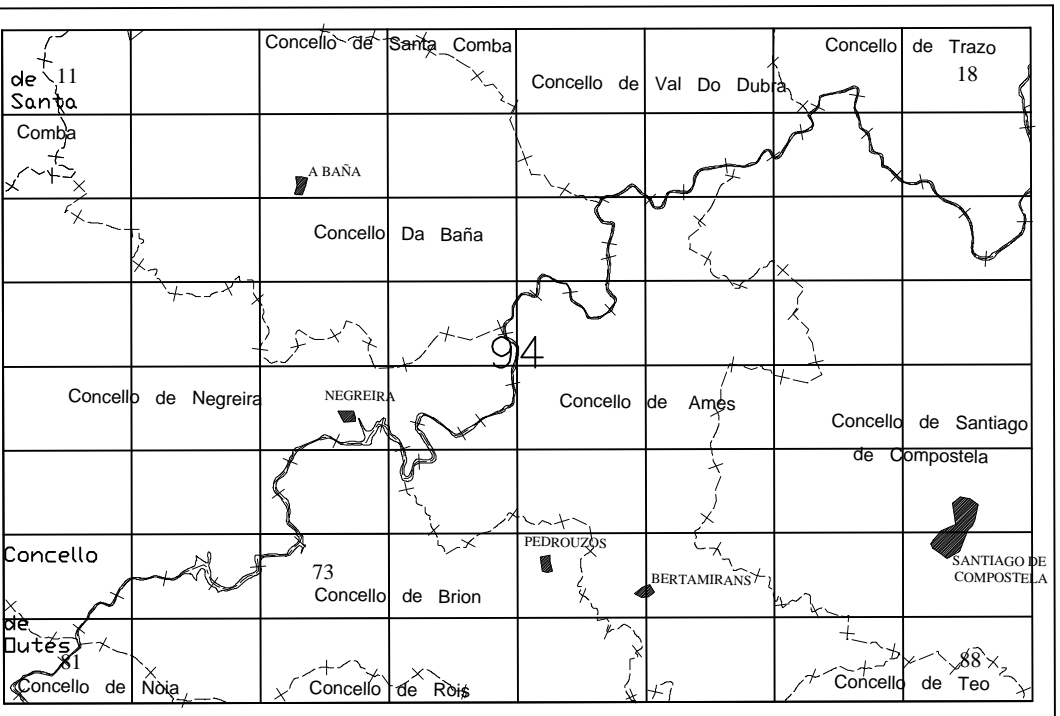 Concello de Santa Comba
Concello de Trazo
18
de
11
Santa
Comba
Concello de Val Do Dubra
A BAÑA
Concello Da Baña
94
Concello de Negreira
NEGREIRA
Concello de Ames
Concello de Santiago
de Compostela
PEDROUZOS
Concello
SANTIAGO DE
COMPOSTELA
73
BERTAMIRANS
Concello de Brion
de
Outes
81
88
Concello de Noia
Concello de Rois
Concello de Teo